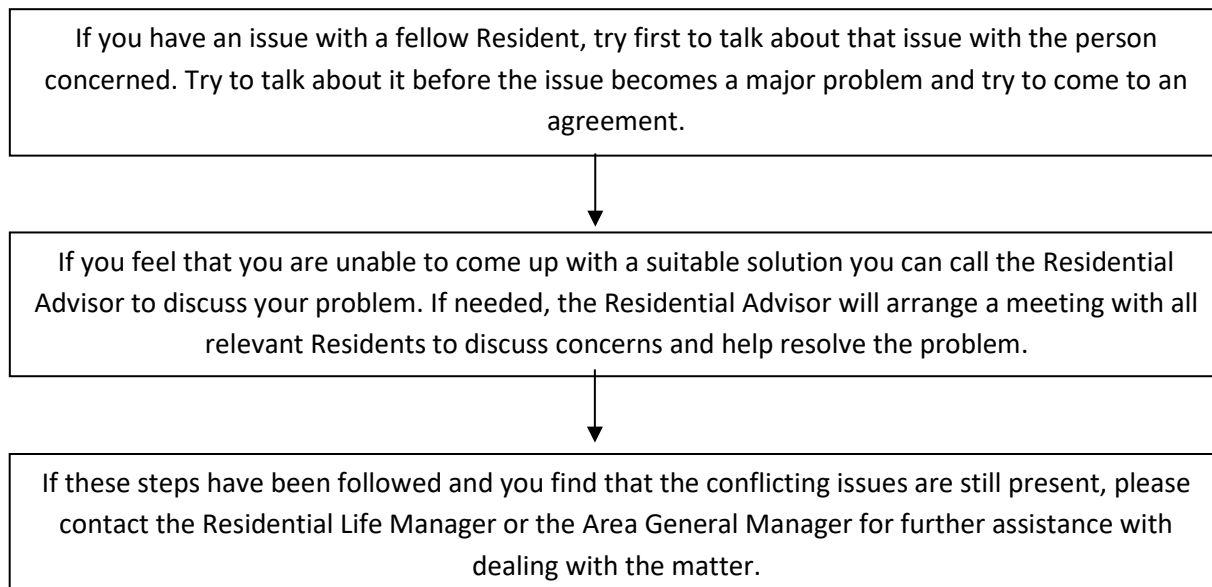 If you have an issue with a fellow Resident, try first to talk about that issue with the person
concerned. Try to talk about it before the issue becomes a major problem and try to come to an
agreement.
If you feel that you are unable to come up with a suitable solution you can call the Residential
Advisor to discuss your problem. If needed, the Residential Advisor will arrange a meeting with all
relevant Residents to discuss concerns and help resolve the problem.
If these steps have been followed and you find that the conflicting issues are still present, please
contact the Residential Life Manager or the Area General Manager for further assistance with
dealing with the matter.